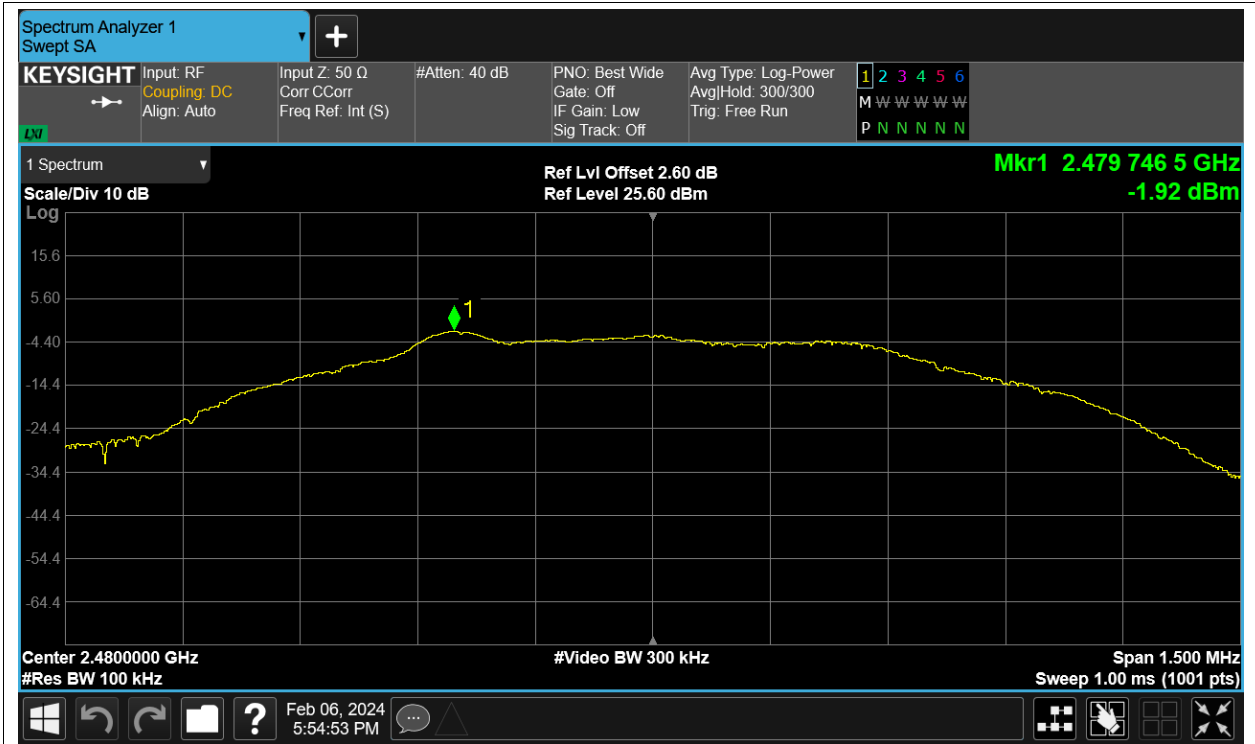 Spectrum Analyzer 1
Swept SA
+
KEYSIGHT
LXI
Input: RF
Coupling: DC
Align: Auto
Input Z: 50 Ω
Corr CCorr
Freq Ref: Int (S)
#Atten: 40 dB
PNO: Best Wide
Gate: Off
IF Gain: Low
Sig Track: Off
Avg Type: Log-Power
Avg|Hold: 300/300
Trig: Free Run
1 2 3 4 5 6
M W W W W W
P N N N N N
1 Spectrum
Scale/Div 10 dB
Log
Ref Lvl Offset 2.60 dB
Ref Level 25.60 dBm
Mkr1 2.479 746 5 GHz
-1.92 dBm
15.6
5.60
-4.40
-14.4
-24.4
-34.4
-44.4
-54.4
-64.4
1
Center 2.4800000 GHz
#Res BW 100 kHz
#Video BW 300 kHz
Span 1.500 MHz
Sweep 1.00 ms (1001 pts)
?
Feb 06, 2024
5:54:53 PM